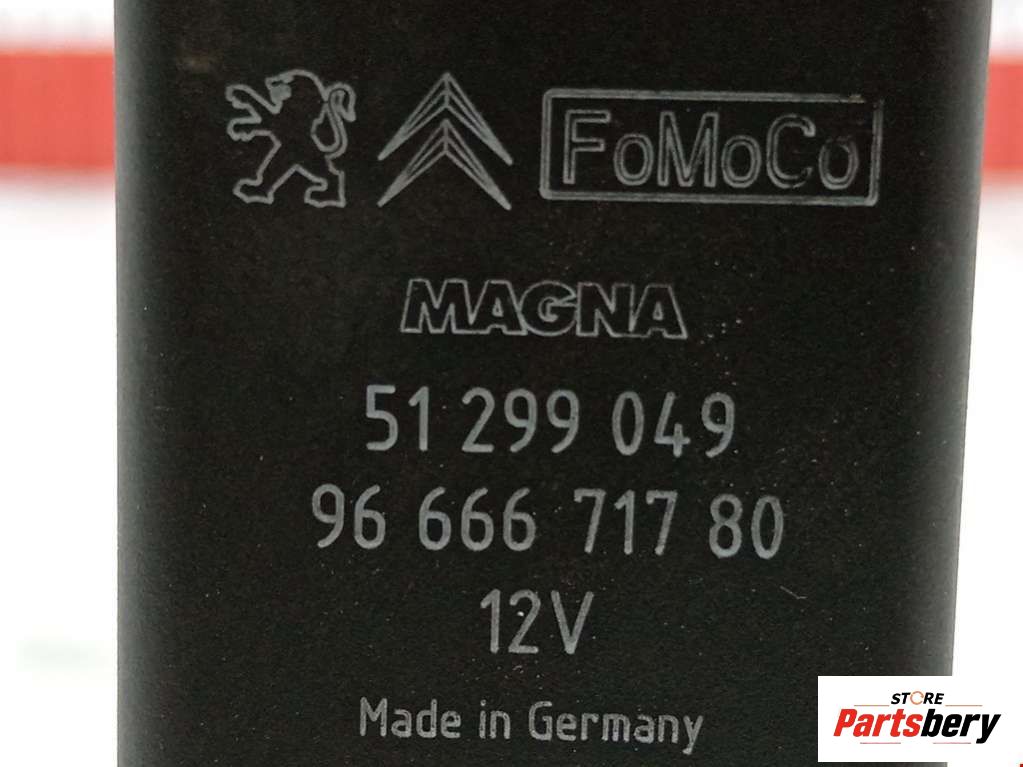 FoMoCo
MAGNA
51 299 049
96 666 717 80
12V
Made in Germany
STORE
Partsbery